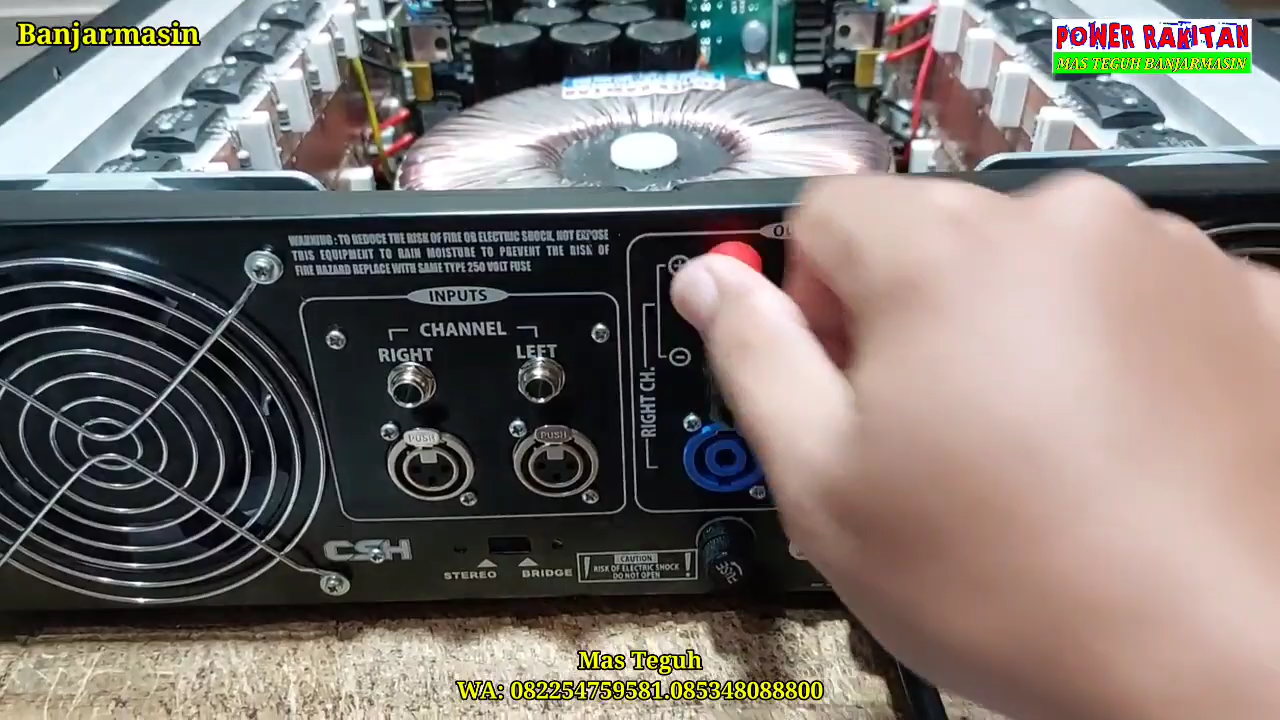 Banjarmasin
POWER RAKITAN
MAS TEGUH BANJARMASIN
WARNING : TO REDUCE THE RISK OF FIRE OR ELECTRIC SHOCK, NOT EXPOSE
THIS EQUIPMENT TO RAIN MOISTURE TO PREVENT THE RISK OF
FIRE HAZARD REPLACE WITH SAME TYPE 250 VOLT FUSE
INPUTS
CHANNEL
RIGHT LEFT
PUSH PUSH
RIGHT CH.
CSH
STEREO BRIDGE
CAUTION
RISK OF ELECTRIC SHOCK
DO NOT OPEN
Mas Teguh
WA: 082254759581.085348088800